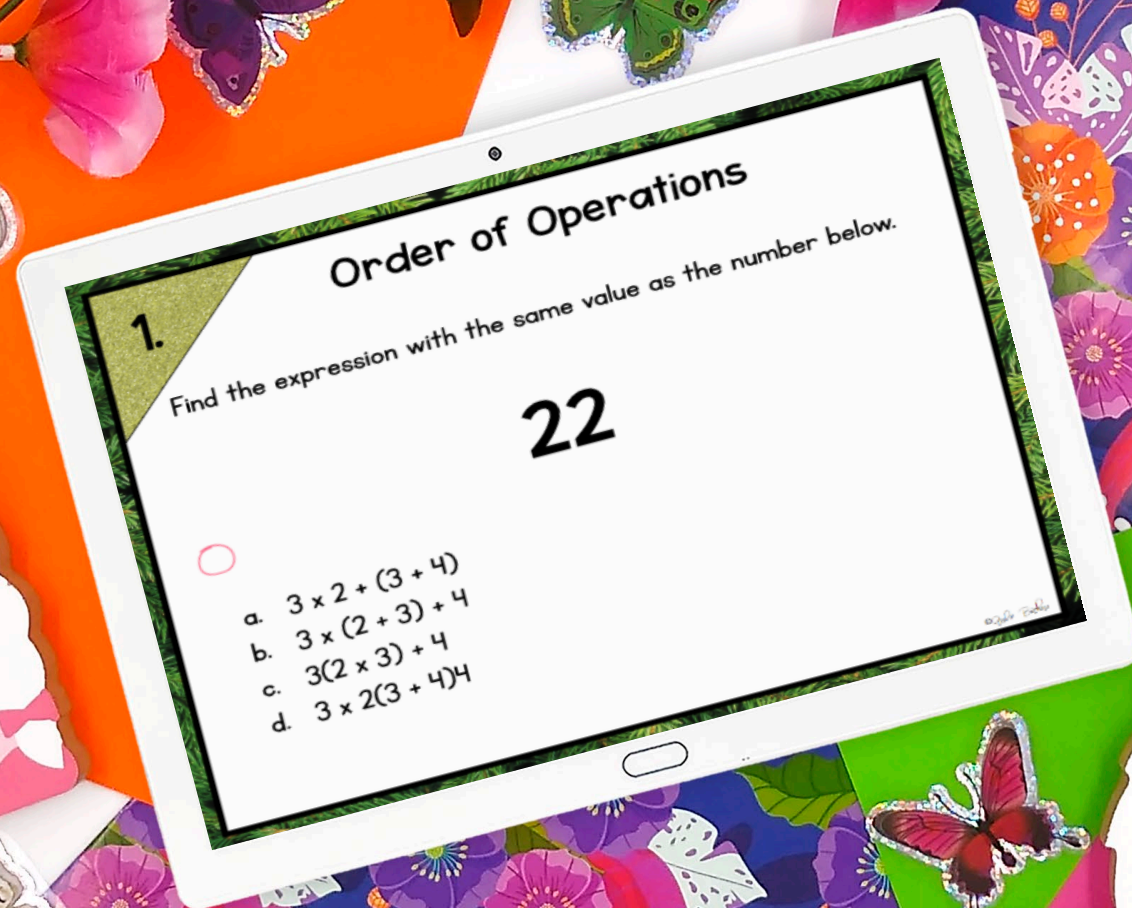 Order of Operations
1.
Find the expression with the same value as the number below.
22
a. 3 x 2 + (3 + 4)
b. 3 x (2 + 3) + 4
c. 3(2 x 3) + 4
d. 3 x 2(3 + 4)4